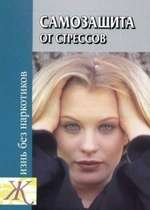 САМОЗАЩИТА
ОТ СТРЕССОВ
Жизнь без наркотиков